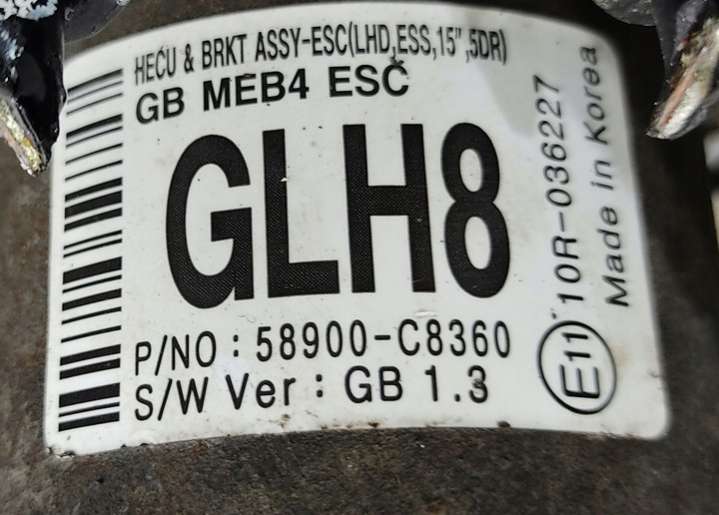 HECU & BRKT ASSY-ESC(LHD,ESS,15",5DR)
GB MEB4 ESC
GLH8
P/NO : 58900-C8360
S/W Ver : GB 1.3
E11
10R-036227
Made in Korea